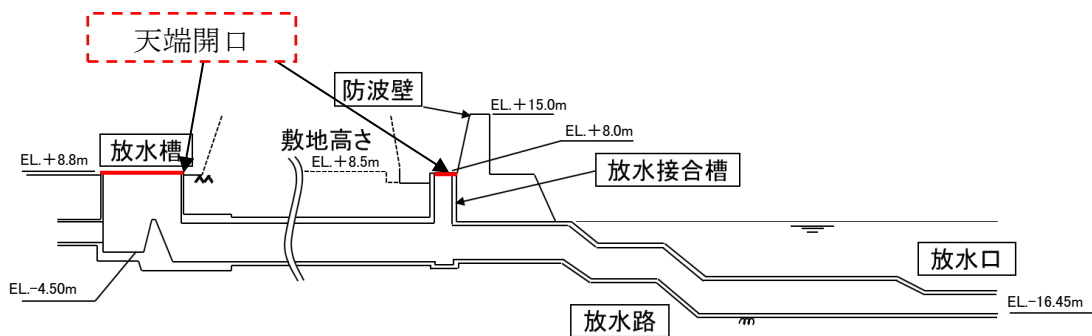 天端開口
防波壁
EL.＋15.0m
敷地高さ
EL.＋8.0m
放水槽
EL.＋8.8m
EL.＋8.5m
放水接合槽
放水口
EL.-4.50m
EL.-16.45m
放水路